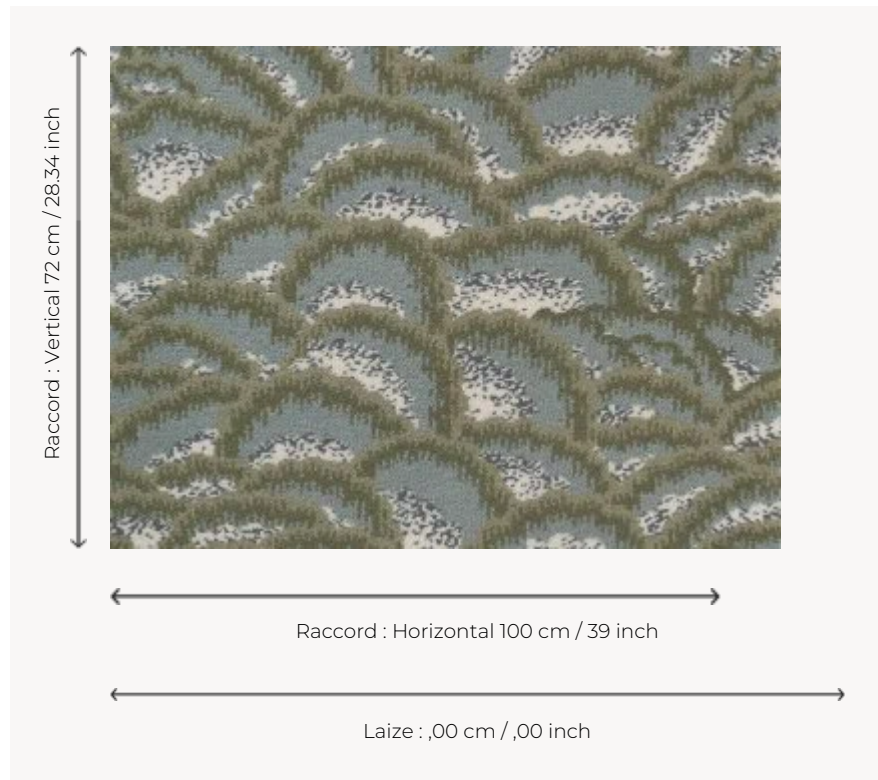 Raccord : Vertical 72 cm / 28.34 inch
Raccord : Horizontal 100 cm / 39 inch
Laize : ,00 cm / ,00 inch